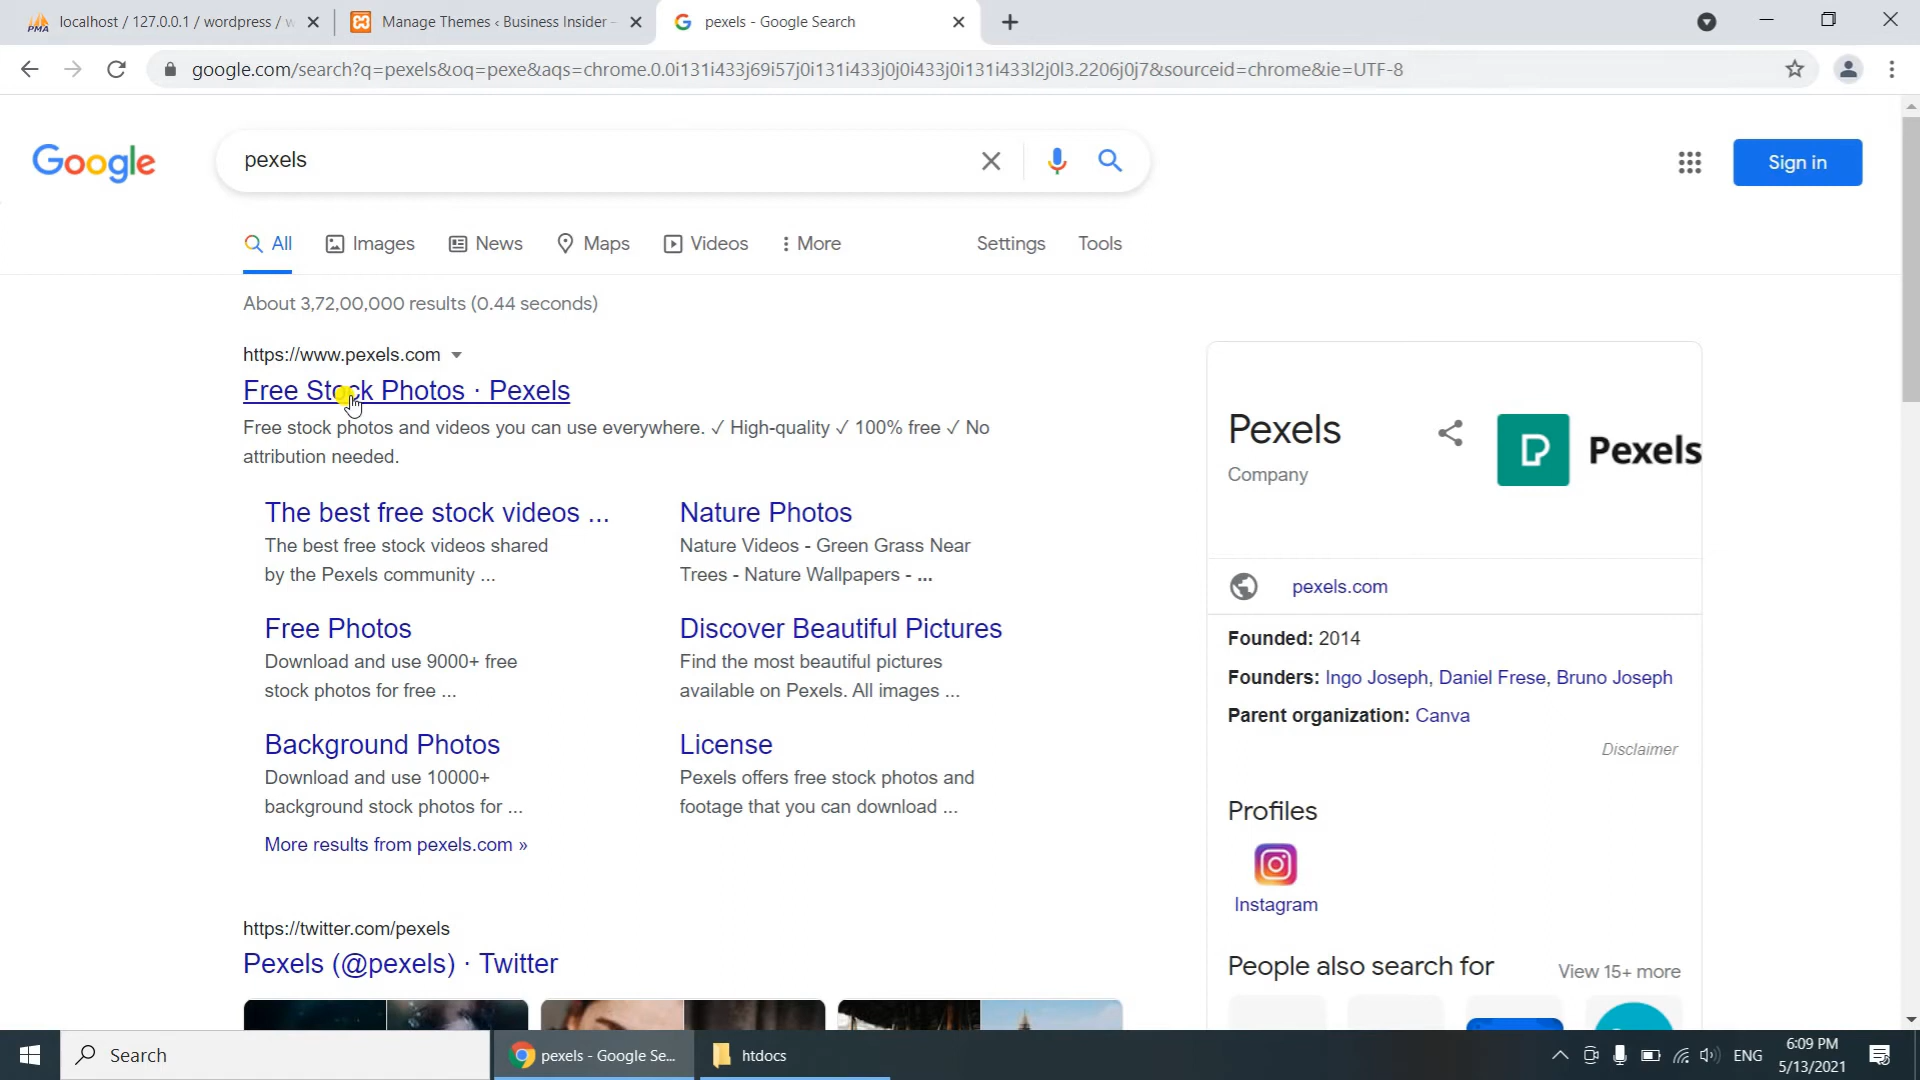 PMA localhost / 127.0.0.1 / wordpress / w
Manage Themes ‹ Business Insider –
pexels - Google Search
google.com/search?q=pexels&oq=pexe&aqs=chrome.0.0i131i433j69i57j0i131i433j0j0i433j0i131i433l2j0l3.2206j0j7&sourceid=chrome&ie=UTF-8
Google
pexels
Sign in
All Images News Maps Videos More Settings Tools
About 3,72,00,000 results (0.44 seconds)
https://www.pexels.com
Free Stock Photos · Pexels
Free stock photos and videos you can use everywhere. ✓ High-quality ✓ 100% free ✓ No
attribution needed.
The best free stock videos ...
The best free stock videos shared
by the Pexels community ...
Nature Photos
Nature Videos - Green Grass Near
Trees - Nature Wallpapers - ...
Free Photos
Download and use 9000+ free
stock photos for free ...
Discover Beautiful Pictures
Find the most beautiful pictures
available on Pexels. All images ...
Background Photos
Download and use 10000+
background stock photos for ...
License
Pexels offers free stock photos and
footage that you can download ...
More results from pexels.com »
https://twitter.com/pexels
Pexels (@pexels) · Twitter
Pexels
Company
Pexels
pexels.com
Founded: 2014
Founders: Ingo Joseph, Daniel Frese, Bruno Joseph
Parent organization: Canva
Disclaimer
Profiles
Instagram
People also search for
View 15+ more
Search
pexels - Google Se...
htdocs
ENG
6:09 PM
5/13/2021